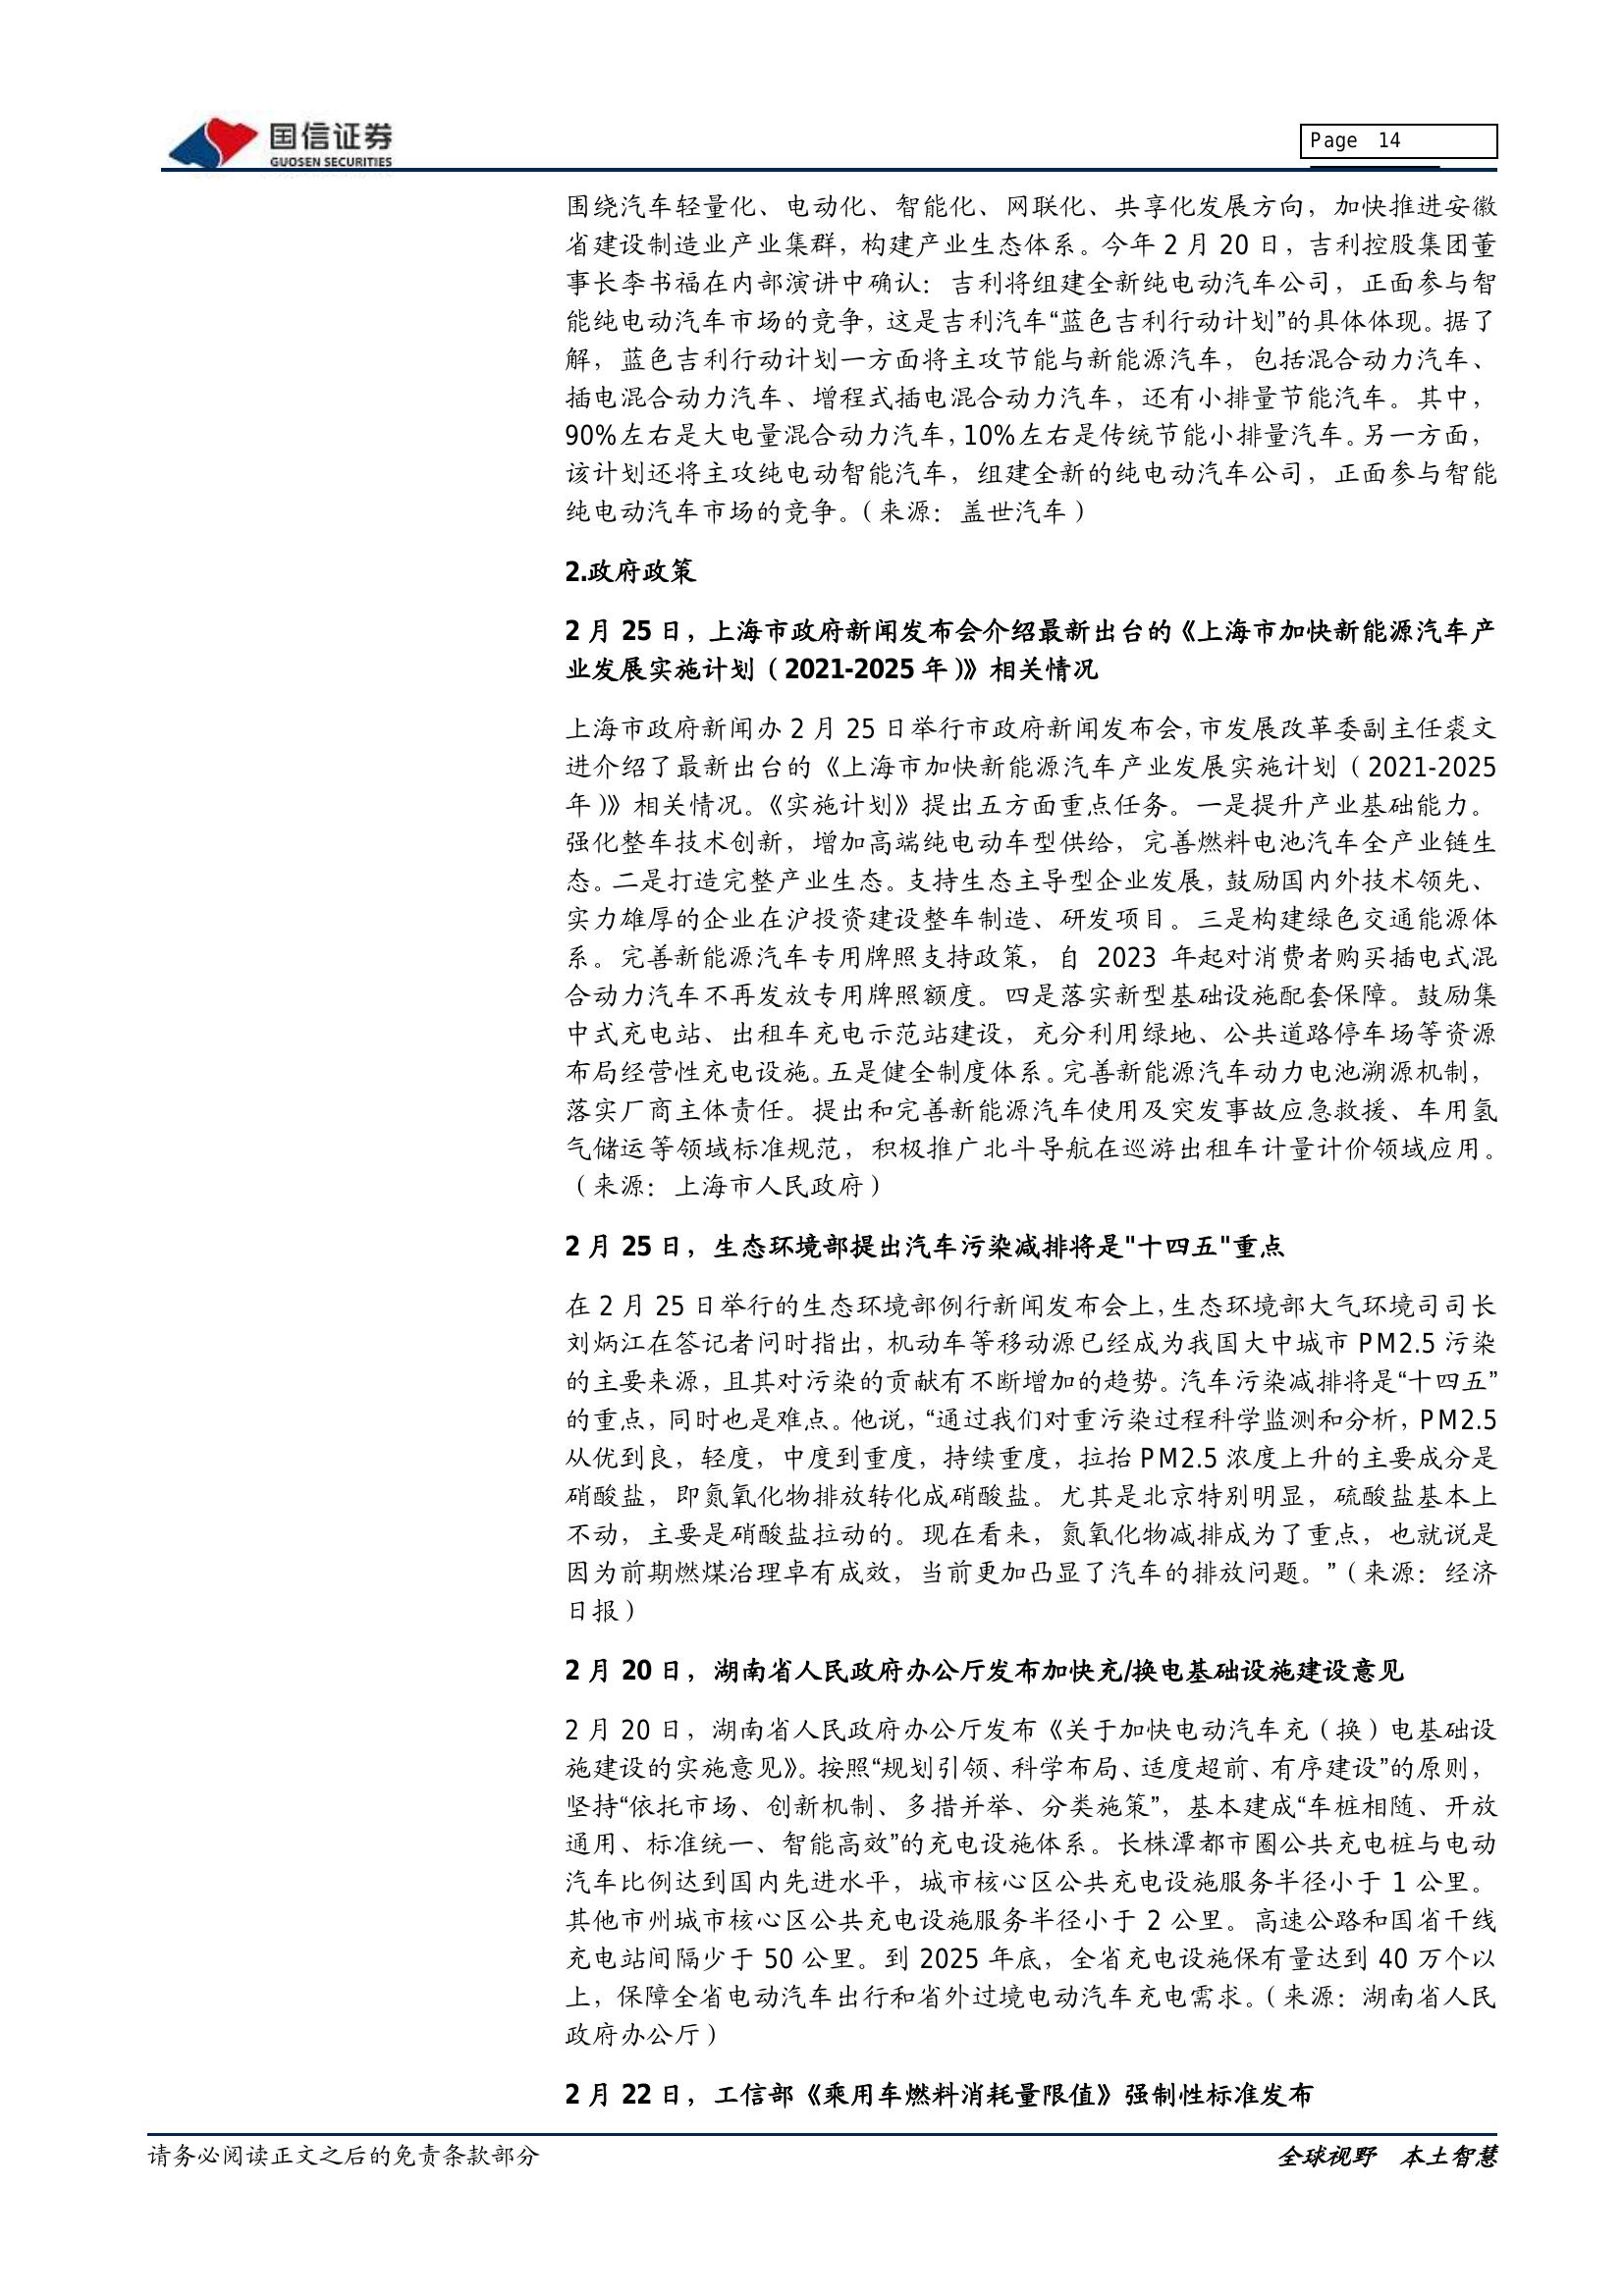 国信证券
GUOSEN SECURITIES
Page 14
围绕汽车轻量化、电动化、智能化、网联化、共享化发展方向，加快推进安徽
省建设制造业产业集群，构建产业生态体系。今年 2 月 20 日，吉利控股集团董
事长李书福在内部演讲中确认：吉利将组建全新纯电动汽车公司，正面参与智
能纯电动汽车市场的竞争，这是吉利汽车“蓝色吉利行动计划”的具体体现。据了
解，蓝色吉利行动计划一方面将主攻节能与新能源汽车，包括混合动力汽车、
插电混合动力汽车、增程式插电混合动力汽车，还有小排量节能汽车。其中，
90%左右是大电量混合动力汽车，10%左右是传统节能小排量汽车。另一方面，
该计划还将主攻纯电动智能汽车，组建全新的纯电动汽车公司，正面参与智能
纯电动汽车市场的竞争。（来源：盖世汽车）
2.政府政策
2 月 25 日，上海市政府新闻发布会介绍最新出台的《上海市加快新能源汽车产
业发展实施计划（2021-2025 年）》相关情况
上海市政府新闻办 2 月 25 日举行市政府新闻发布会，市发展改革委副主任裘文
进介绍了最新出台的《上海市加快新能源汽车产业发展实施计划（2021-2025
年）》相关情况。《实施计划》提出五方面重点任务。一是提升产业基础能力。
强化整车技术创新，增加高端纯电动车型供给，完善燃料电池汽车全产业链生
态。二是打造完整产业生态。支持生态主导型企业发展，鼓励国内外技术领先、
实力雄厚的企业在沪投资建设整车制造、研发项目。三是构建绿色交通能源体
系。完善新能源汽车专用牌照支持政策，自 2023 年起对消费者购买插电式混
合动力汽车不再发放专用牌照额度。四是落实新型基础设施配套保障。鼓励集
中式充电站、出租车充电示范站建设，充分利用绿地、公共道路停车场等资源
布局经营性充电设施。五是健全制度体系。完善新能源汽车动力电池溯源机制，
落实厂商主体责任。提出和完善新能源汽车使用及突发事故应急救援、车用氢
气储运等领域标准规范，积极推广北斗导航在巡游出租车计量计价领域应用。
（来源：上海市人民政府）
2 月 25 日，生态环境部提出汽车污染减排将是"十四五"重点
在 2 月 25 日举行的生态环境部例行新闻发布会上，生态环境部大气环境司司长
刘炳江在答记者问时指出，机动车等移动源已经成为我国大中城市 PM2.5 污染
的主要来源，且其对污染的贡献有不断增加的趋势。汽车污染减排将是“十四五”
的重点，同时也是难点。他说，“通过我们对重污染过程科学监测和分析，PM2.5
从优到良，轻度，中度到重度，持续重度，拉抬 PM2.5 浓度上升的主要成分是
硝酸盐，即氮氧化物排放转化成硝酸盐。尤其是北京特别明显，硫酸盐基本上
不动，主要是硝酸盐拉动的。现在看来，氮氧化物减排成为了重点，也就说是
因为前期燃煤治理卓有成效，当前更加凸显了汽车的排放问题。”（来源：经济
日报）
2 月 20 日，湖南省人民政府办公厅发布加快充/换电基础设施建设意见
2 月 20 日，湖南省人民政府办公厅发布《关于加快电动汽车充（换）电基础设
施建设的实施意见》。按照“规划引领、科学布局、适度超前、有序建设”的原则，
坚持“依托市场、创新机制、多措并举、分类施策”，基本建成“车桩相随、开放
通用、标准统一、智能高效”的充电设施体系。长株潭都市圈公共充电桩与电动
汽车比例达到国内先进水平，城市核心区公共充电设施服务半径小于 1 公里。
其他市州城市核心区公共充电设施服务半径小于 2 公里。高速公路和国省干线
充电站间隔少于 50 公里。到 2025 年底，全省充电设施保有量达到 40 万个以
上，保障全省电动汽车出行和省外过境电动汽车充电需求。（来源：湖南省人民
政府办公厅）
2 月 22 日，工信部《乘用车燃料消耗量限值》强制性标准发布
请务必阅读正文之后的免责条款部分
全球视野 本土智慧